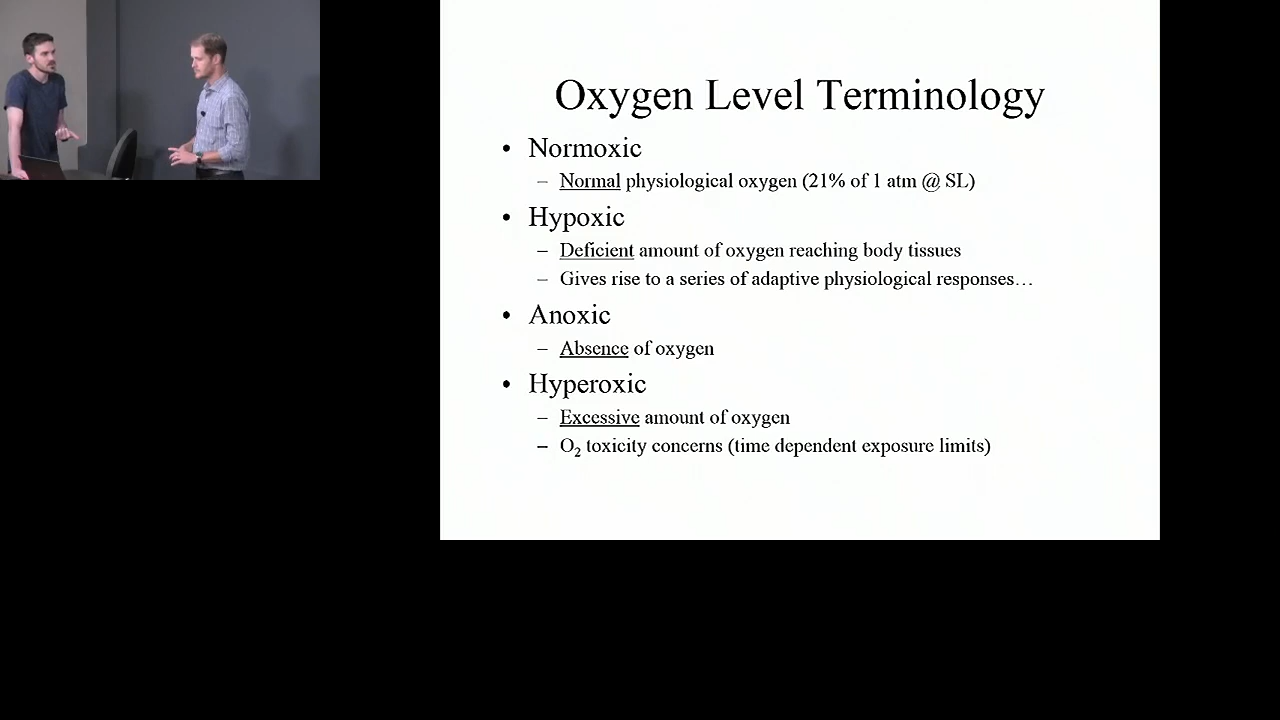 Oxygen Level Terminology
• Normoxic
– Normal physiological oxygen (21% of 1 atm @ SL)
• Hypoxic
– Deficient amount of oxygen reaching body tissues
– Gives rise to a series of adaptive physiological responses…
• Anoxic
– Absence of oxygen
• Hyperoxic
– Excessive amount of oxygen
– O₂ toxicity concerns (time dependent exposure limits)